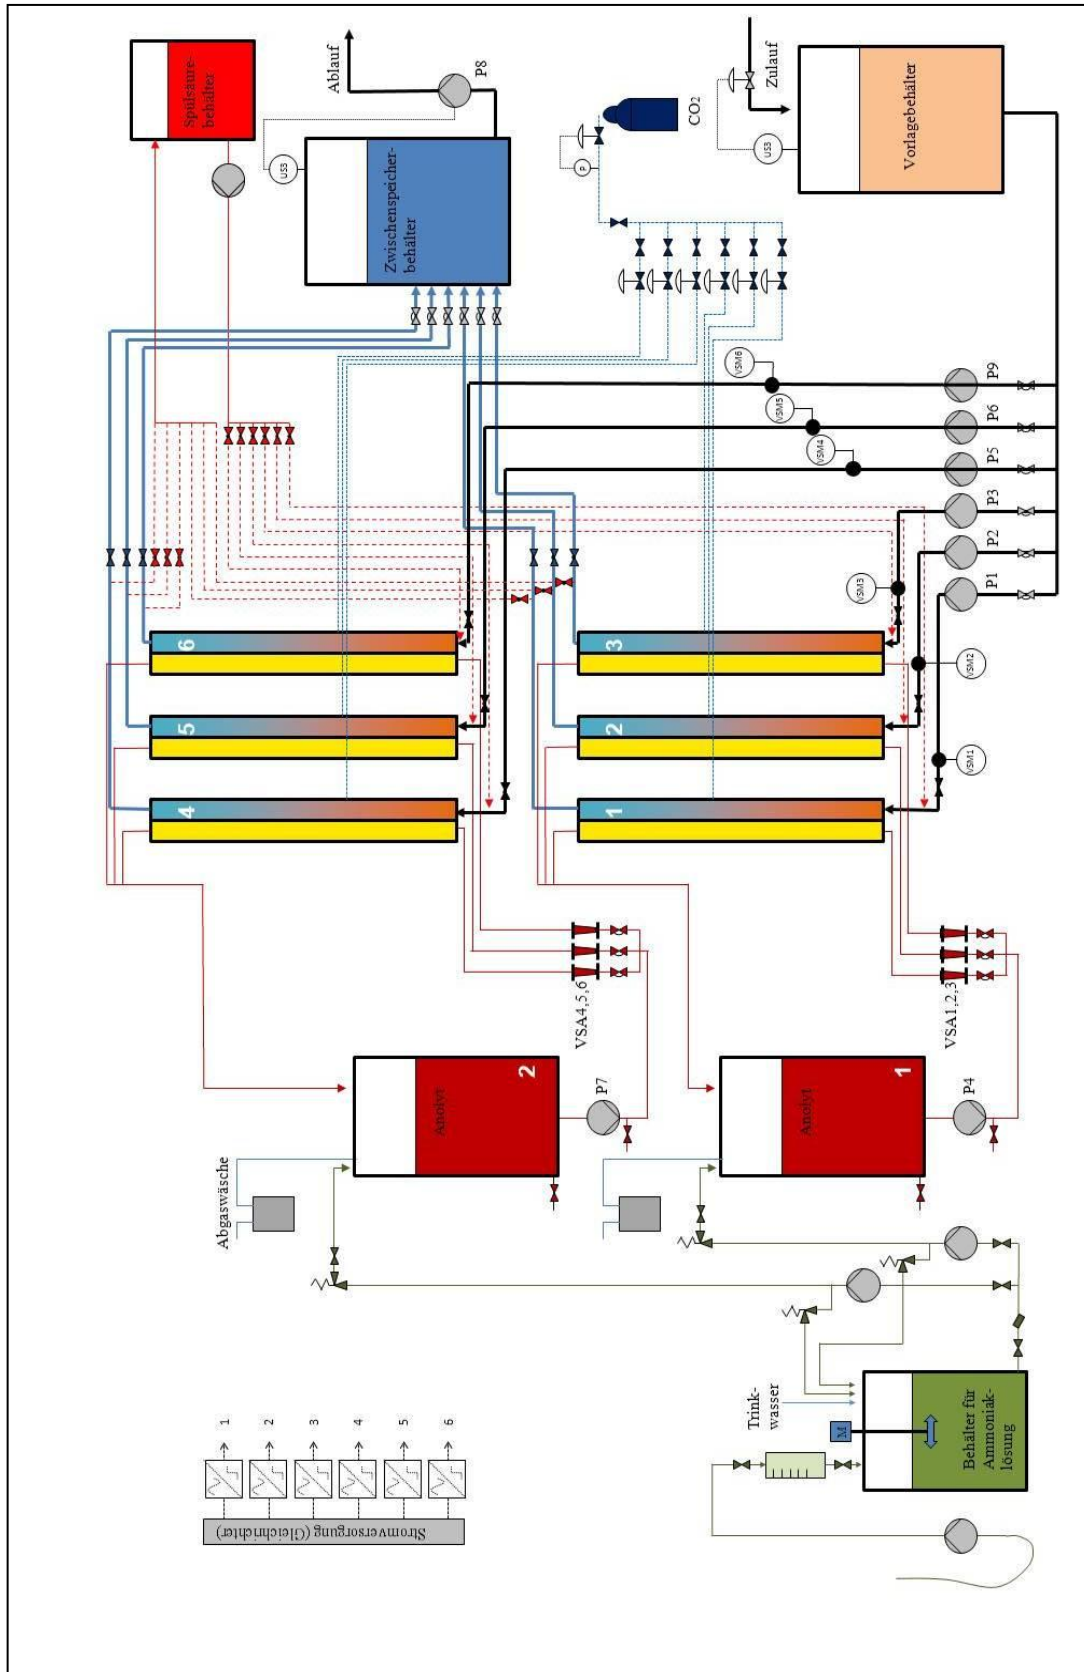 Spülsäure-
behälter
Ablauf
P8
US3
Zwischenspeicher-
behälter
CO2
P
Zulauf
US3
Vorlagebehälter
VSM6
VSM5
VSM4
P9
P6
P5
P3
P2
P1
VSM3
VSM2
VSM1
6
5
4
3
2
1
VSA4,5,6
VSA1,2,3
Anolyt
2
P7
Anolyt
1
P4
Abgaswäsche
Trink-
wasser
M
Behälter für
Ammoniak-
lösung
1
2
3
4
5
6
Stromversorgung (Gleichrichter)